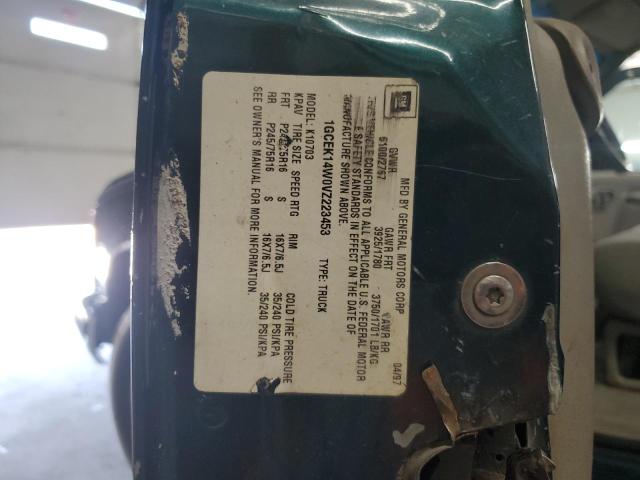 GM
MFD BY GENERAL MOTORS CORP 04/97
GVWR GAWR FRT GAWR RR
6100/2767 3925/1780 3750/1701 LB/KG
VEHICLE CONFORMS TO ALL APPLICABLE U.S. FEDERAL MOTOR
E SAFETY STANDARDS IN EFFECT ON THE DATE OF
MANUFACTURE SHOWN ABOVE.
1GCEK14W0VZ223453 TYPE: TRUCK
MODEL: K10703
KPAV TIRE SIZE SPEED RTG RIM COLD TIRE PRESSURE
FRT P245/75R16 S 16X7/6.5J 35/240 PSI/KPA
RR P245/75R16 S 16X7/6.5J 35/240 PSI/KPA
SEE OWNER'S MANUAL FOR MORE INFORMATION.